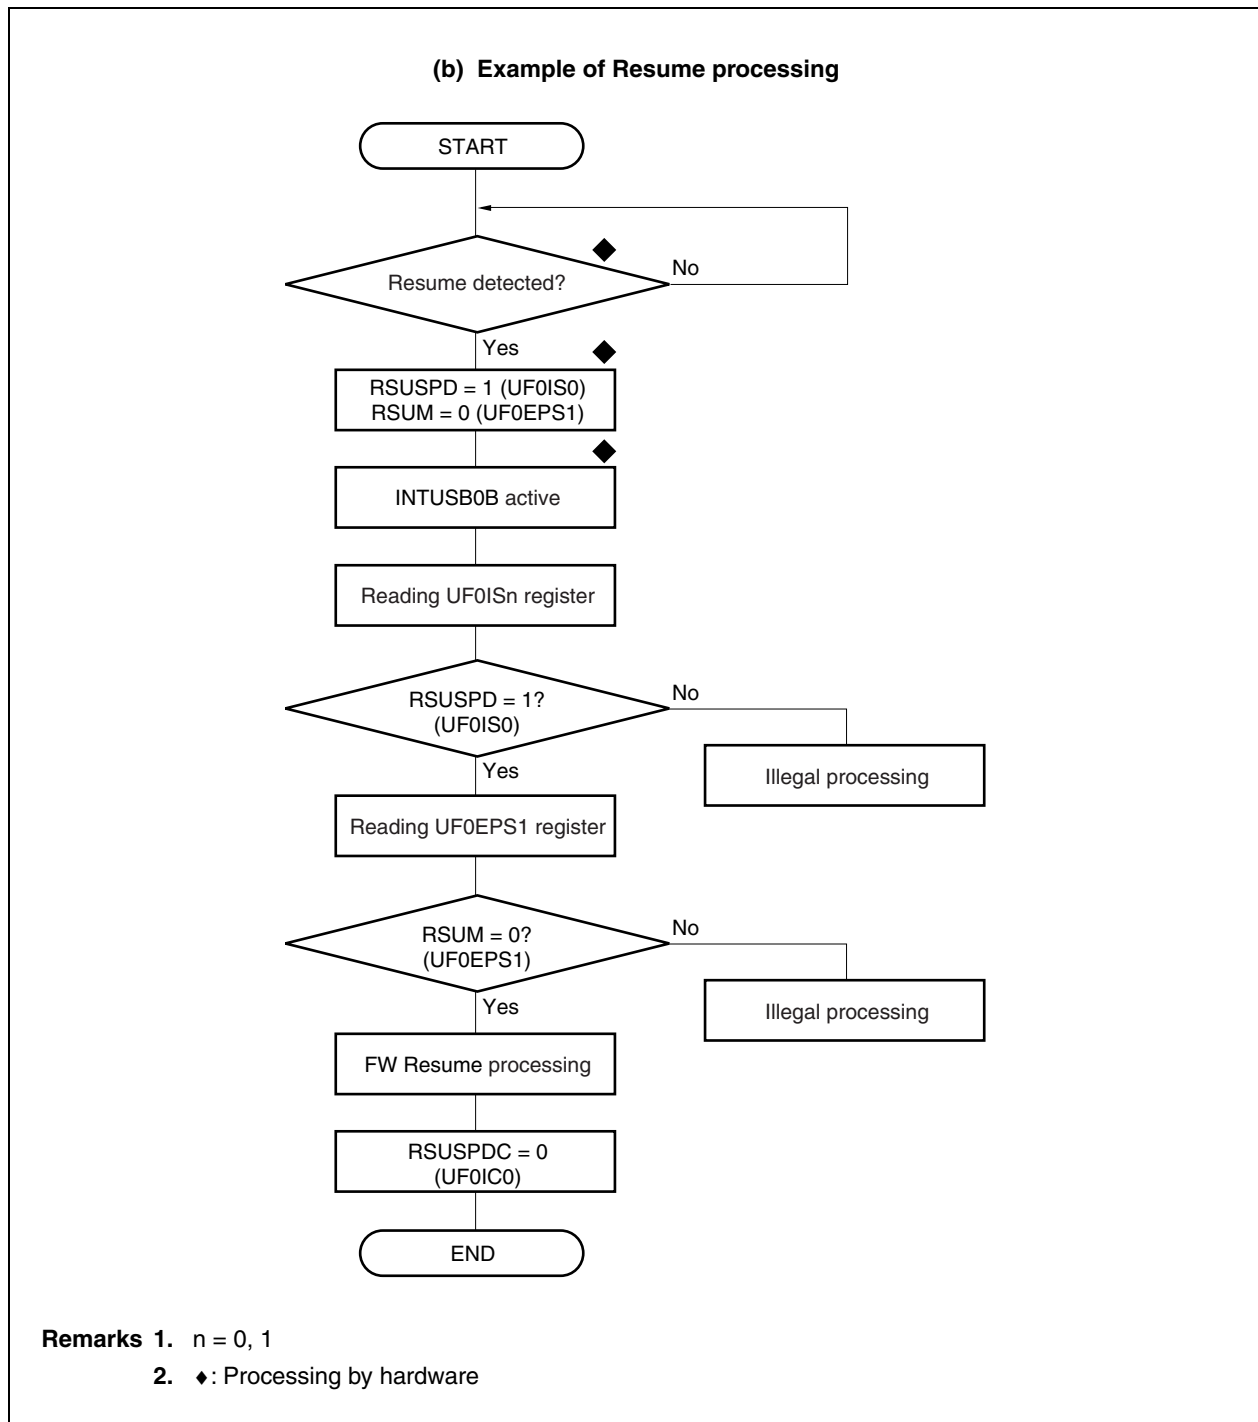 (b) Example of Resume processing
START
Resume detected?
No
Yes
RSUSPD = 1 (UF0IS0)
RSUM = 0 (UF0EPS1)
INTUSB0B active
Reading UF0ISn register
RSUSPD = 1?
(UF0IS0)
No
Illegal processing
Yes
Reading UF0EPS1 register
RSUM = 0?
(UF0EPS1)
No
Illegal processing
Yes
FW Resume processing
RSUSPDC = 0
(UF0IC0)
END
Remarks 1. n = 0, 1
2. ♦: Processing by hardware